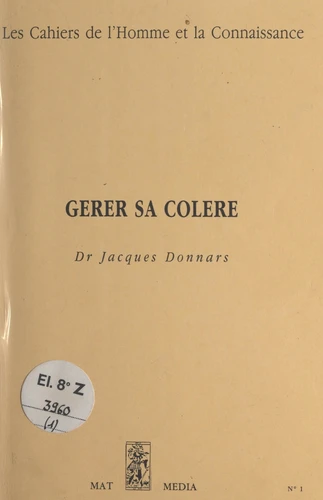 Les Cahiers de l'Homme et la Connaissance
GERER SA COLERE
Dr Jacques Donnars
El. 8° Z
3960
(1)
MAT MEDIA
N° 1